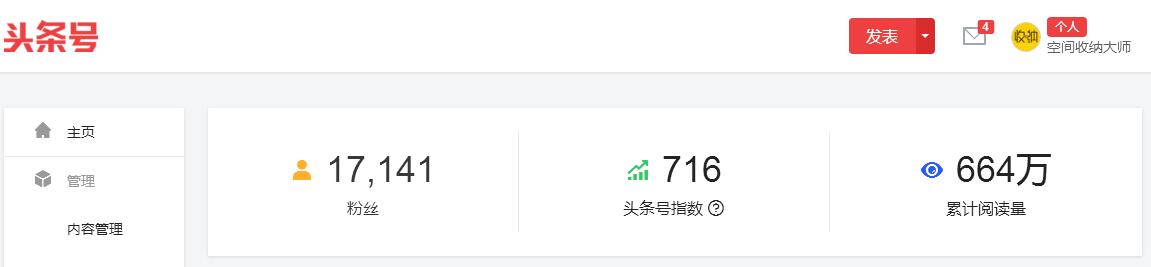 头条号
发表
4
收纳
个人
空间收纳大师
主页
管理
内容管理
17,141
粉丝
716
头条号指数
664万
累计阅读量